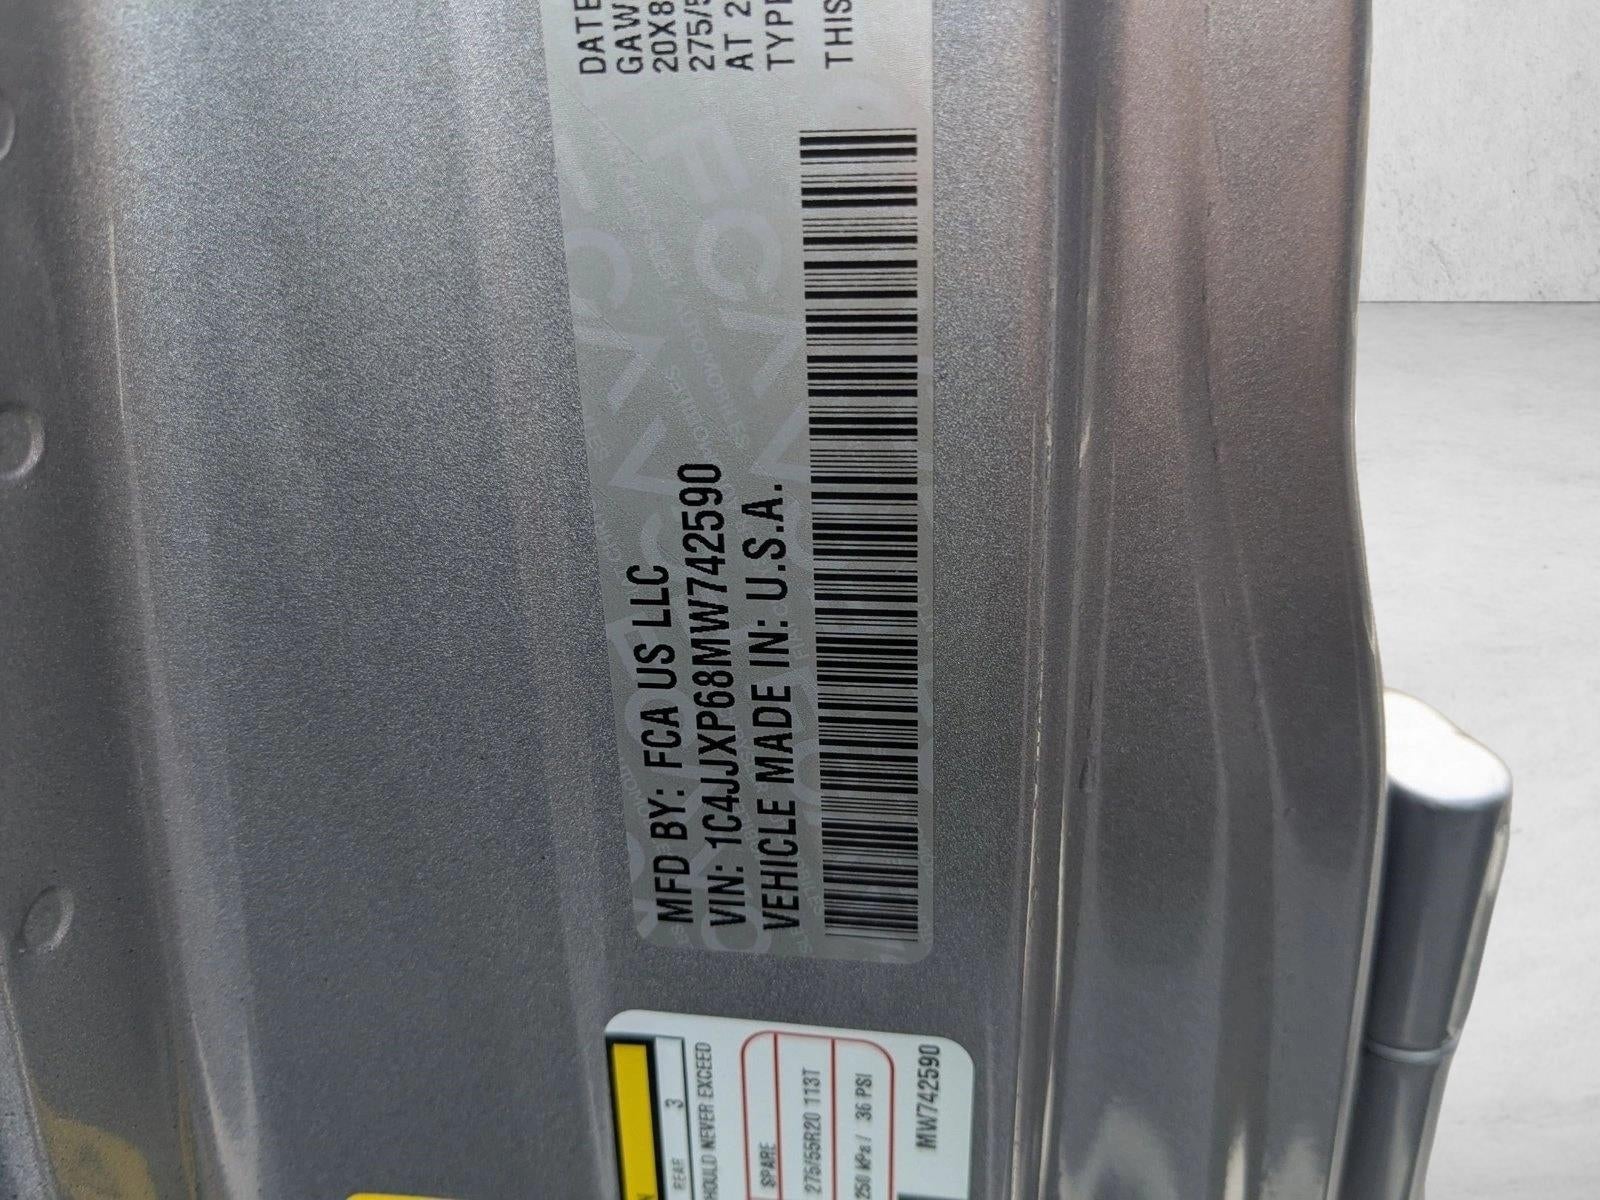 MFD BY: FCA US LLC
VIN: 1C4JJXP68MW742590
VEHICLE MADE IN: U.S.A.
DATE
GAW
20X8
275/5
AT 2
TYPE
THIS
REAR 3
HOULD NEVER EXCEED
SPARE
275/55R20 113T
250 kPa / 36 PSI
MW742590